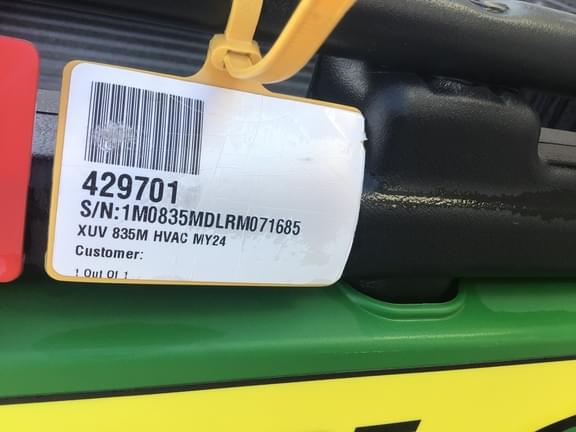 429701
S/N:1M0835MDLRM071685
XUV 835M HVAC MY24
Customer:
1 Out Of 1